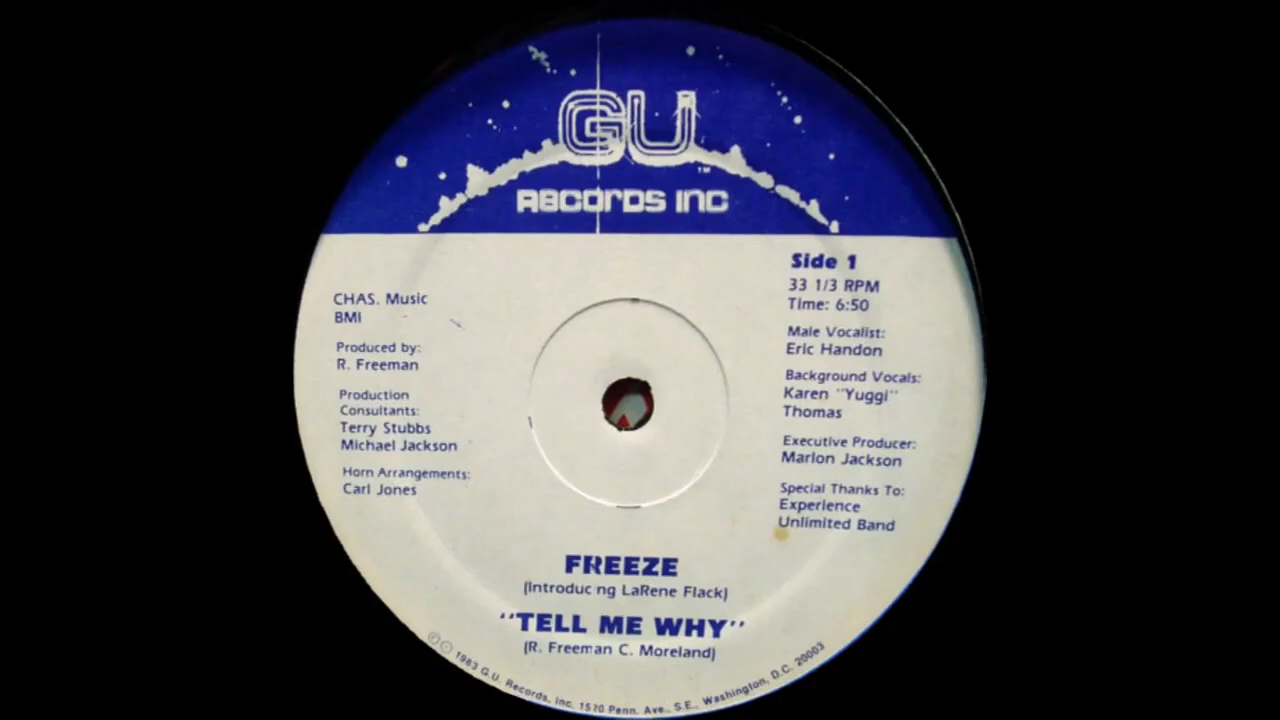 GU
TM
RECORDS INC
Side 1
33 1/3 RPM
Time: 6:50
CHAS. Music
BMI
Produced by:
R. Freeman
Production
Consultants:
Terry Stubbs
Michael Jackson
Horn Arrangements:
Carl Jones
Male Vocalist:
Eric Handon
Background Vocals:
Karen "Yuggi"
Thomas
Executive Producer:
Marlon Jackson
Special Thanks To:
Experience
Unlimited Band
FREEZE
(Introduc ng LaRene Flack)
"TELL ME WHY"
(R. Freeman C. Moreland)
©℗ 1983 G.U. Records, Inc. 1520 Penn. Ave., S.E., Washington, D.C. 20003